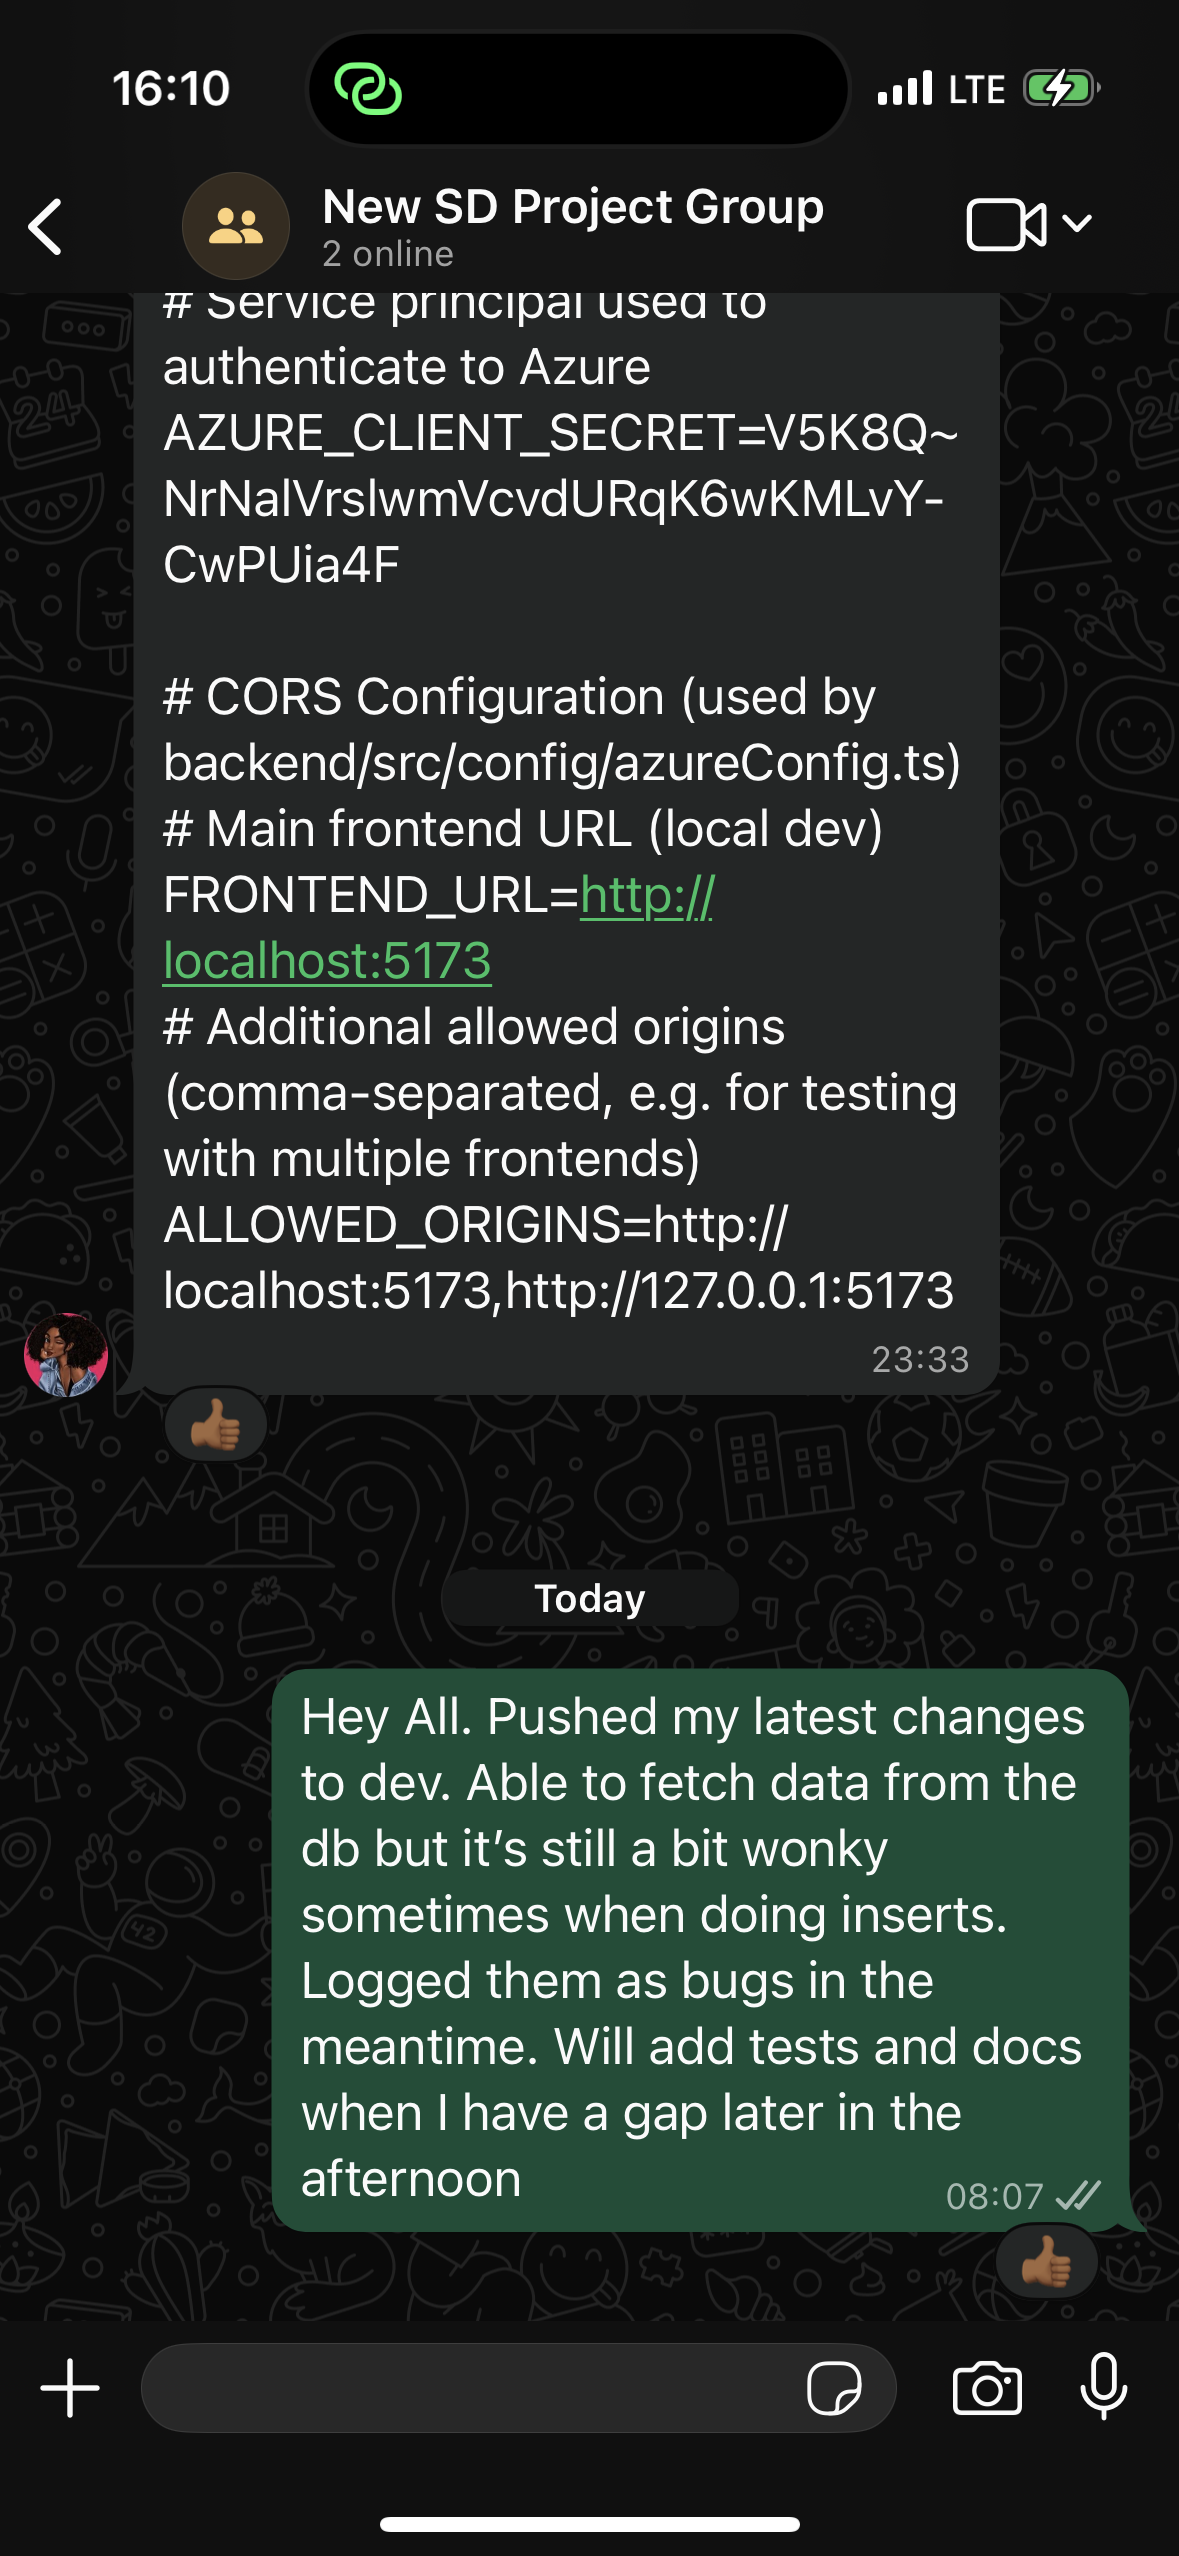 16:10
LTE
New SD Project Group
2 online
# Service principal used to
authenticate to Azure
AZURE_CLIENT_SECRET=V5K8Q~
NrNalVrslwmVcvdURqK6wKMLvY-
CwPUia4F
# CORS Configuration (used by
backend/src/config/azureConfig.ts)
# Main frontend URL (local dev)
FRONTEND_URL=http://
localhost:5173
# Additional allowed origins
(comma-separated, e.g. for testing
with multiple frontends)
ALLOWED_ORIGINS=http://
localhost:5173,http://127.0.0.1:5173
23:33
Today
Hey All. Pushed my latest changes
to dev. Able to fetch data from the
db but it’s still a bit wonky
sometimes when doing inserts.
Logged them as bugs in the
meantime. Will add tests and docs
when I have a gap later in the
afternoon
08:07